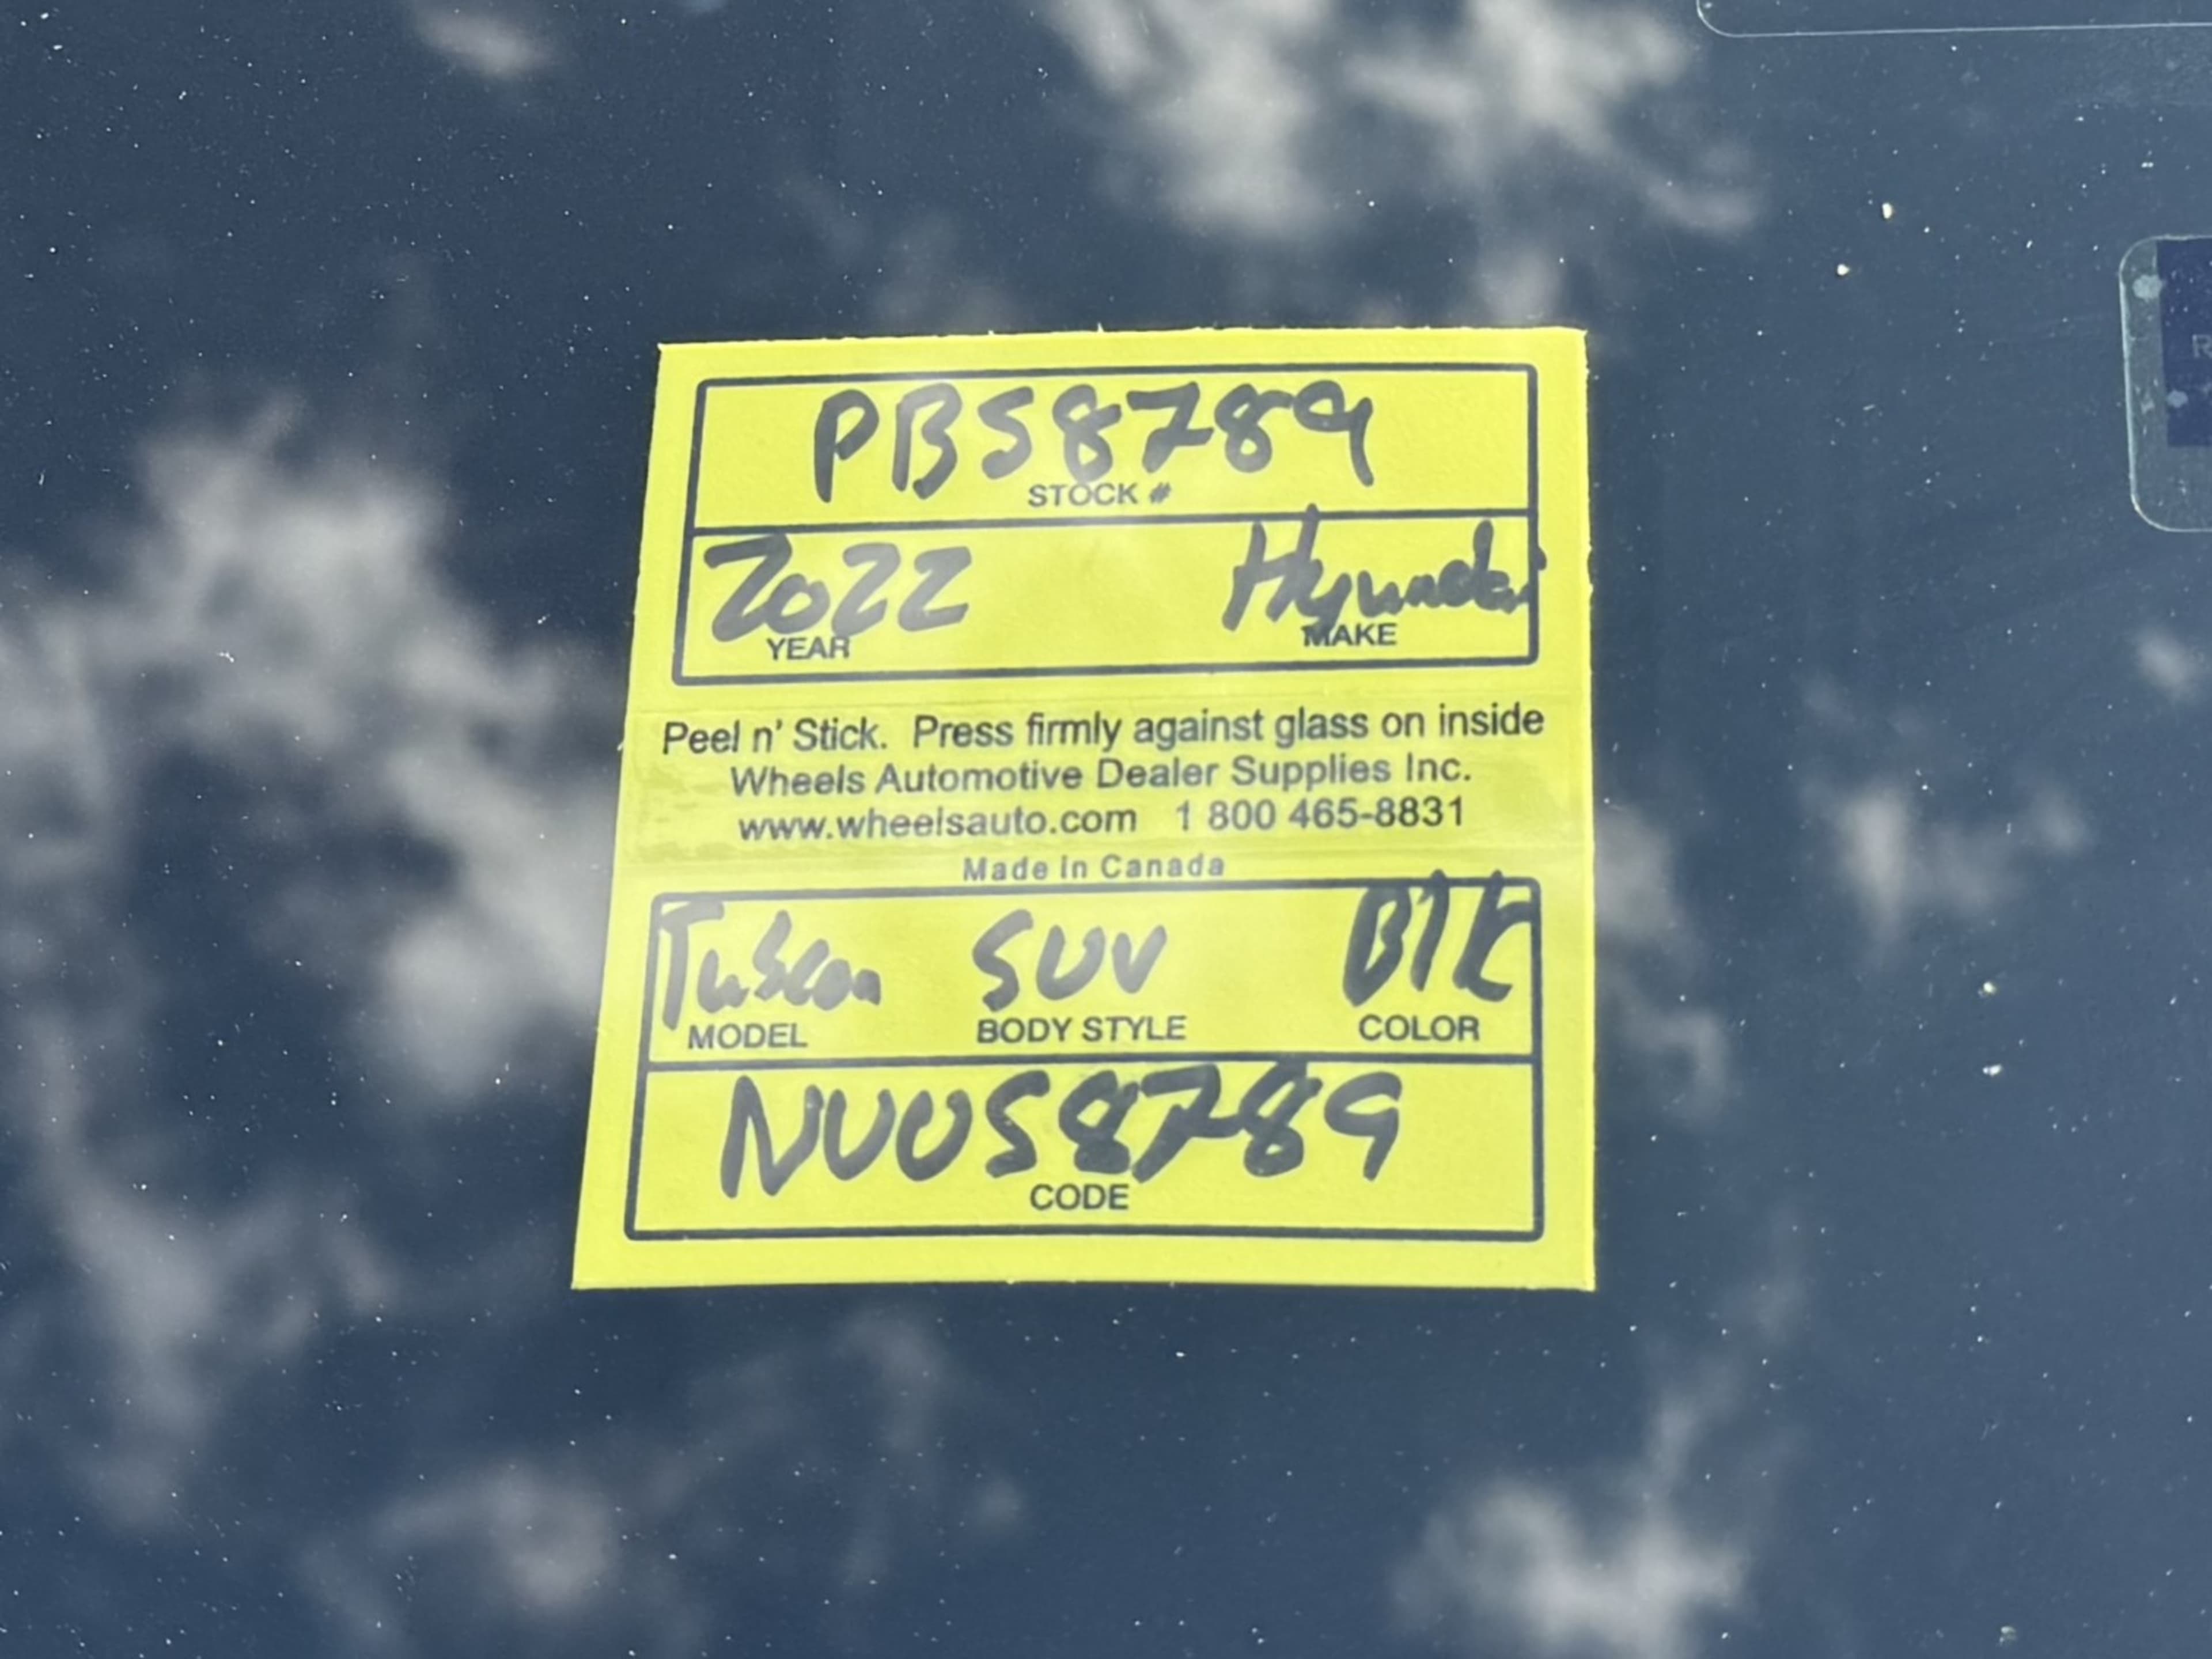 PBS8789
STOCK #
2022 Hyundai
YEAR MAKE
Peel n' Stick. Press firmly against glass on inside
Wheels Automotive Dealer Supplies Inc.
www.wheelsauto.com 1 800 465-8831
Made In Canada
Tuscon SUV BLK
MODEL BODY STYLE COLOR
NU058789
CODE